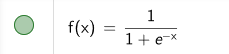 f(x) = 1 / (1 + e^(-x))